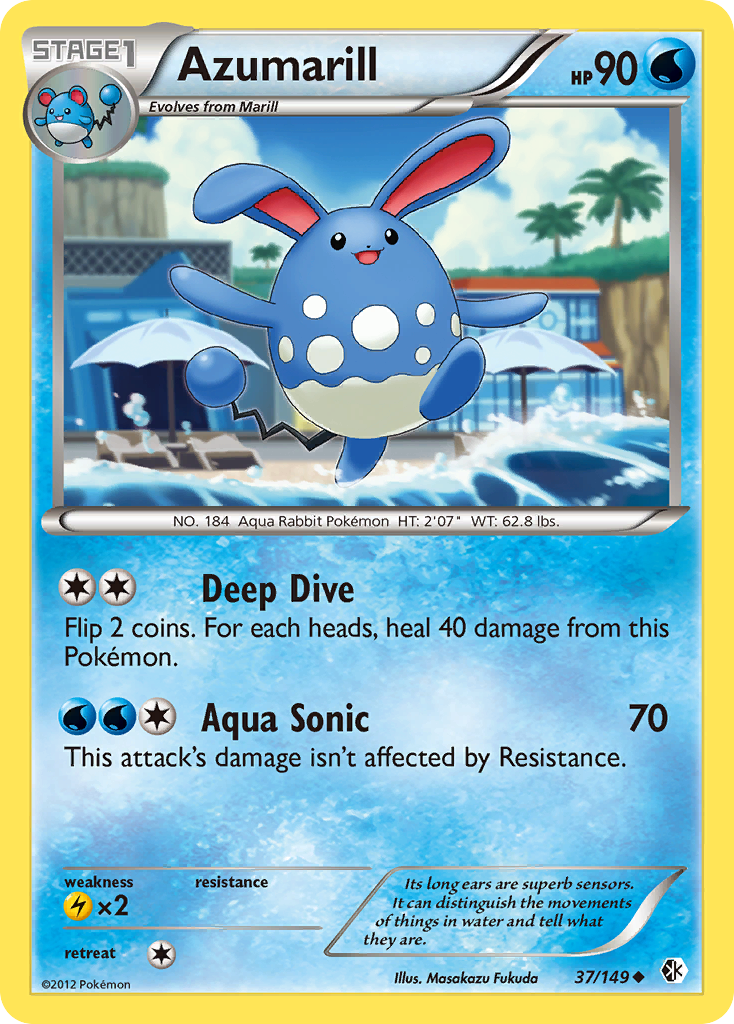 STAGE1
Azumarill
HP90
Evolves from Marill
NO. 184 Aqua Rabbit Pokémon HT: 2'07" WT: 62.8 lbs.
Deep Dive
Flip 2 coins. For each heads, heal 40 damage from this
Pokémon.
Aqua Sonic 70
This attack's damage isn't affected by Resistance.
weakness resistance
×2
retreat
Its long ears are superb sensors.
It can distinguish the movements
of things in water and tell what
they are.
©2012 Pokémon
Illus. Masakazu Fukuda 37/149